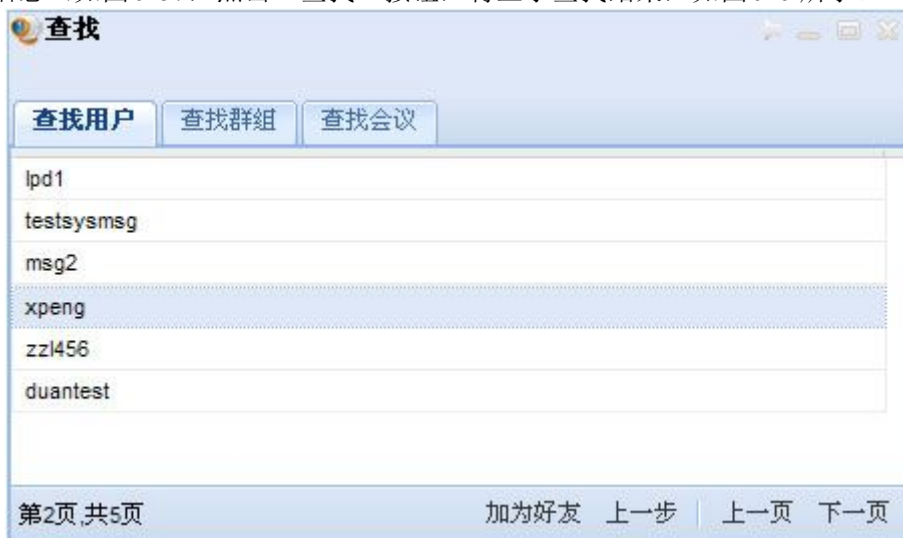 查找
查找用户 查找群组 查找会议
lpd1
testsysmsg
msg2
xpeng
zzl456
duantest
第2页,共5页 加为好友 上一步 上一页 下一页